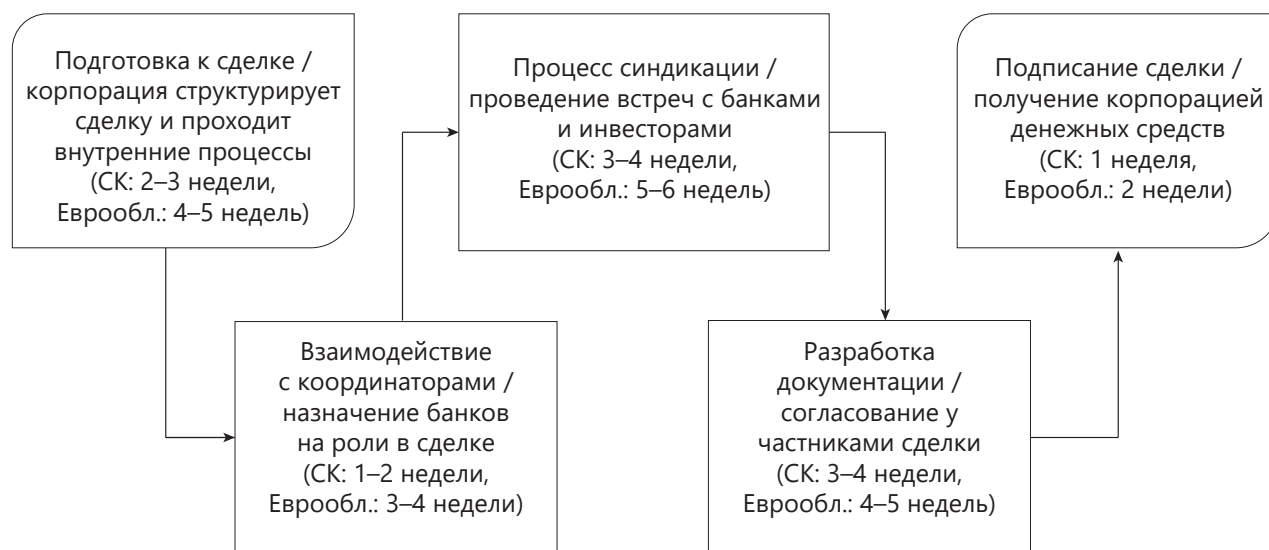 Подготовка к сделке /
корпорация структурирует
сделку и проходит
внутренние процессы
(СК: 2–3 недели,
Еврообл.: 4–5 недель)
Взаимодействие
с координаторами /
назначение банков
на роли в сделке
(СК: 1–2 недели,
Еврообл.: 3–4 недели)
Процесс синдикации /
проведение встреч с банками
и инвесторами
(СК: 3–4 недели,
Еврообл.: 5–6 недель)
Разработка
документации /
согласование у
частниками сделки
(СК: 3–4 недели,
Еврообл.: 4–5 недель)
Подписание сделки /
получение корпорацией
денежных средств
(СК: 1 неделя,
Еврообл.: 2 недели)